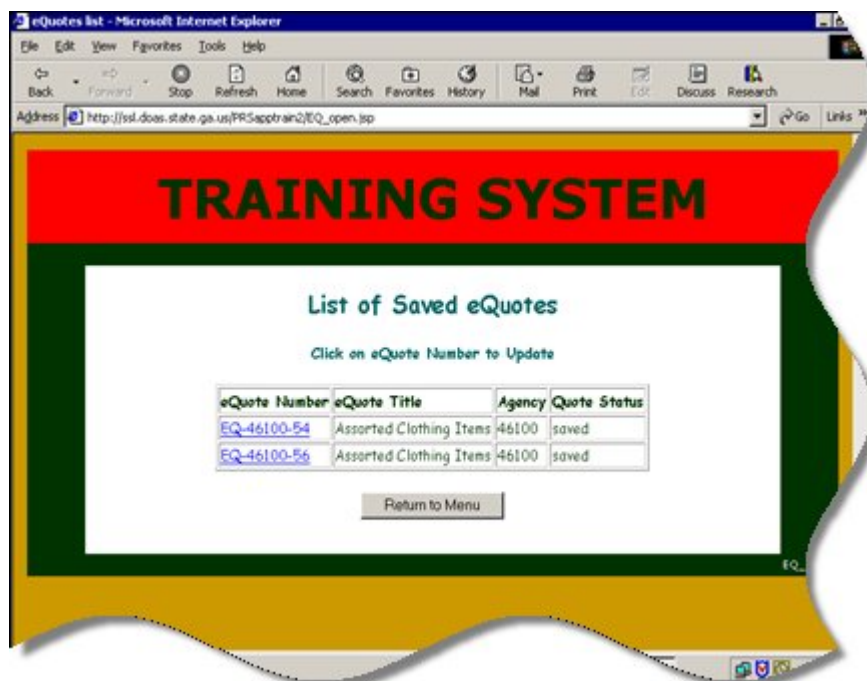 eQuotes list - Microsoft Internet Explorer
File Edit View Favorites Tools Help
Back Forward Stop Refresh Home Search Favorites History Mail Print Edit Discuss Research
Address http://ssl.doas.state.ga.us/PRSapptrain2/EQ_open.jsp Go Links »
TRAINING SYSTEM
List of Saved eQuotes
Click on eQuote Number to Update
eQuote Number eQuote Title Agency Quote Status
EQ-46100-54 Assorted Clothing Items 46100 saved
EQ-46100-56 Assorted Clothing Items 46100 saved
Return to Menu
EQ_